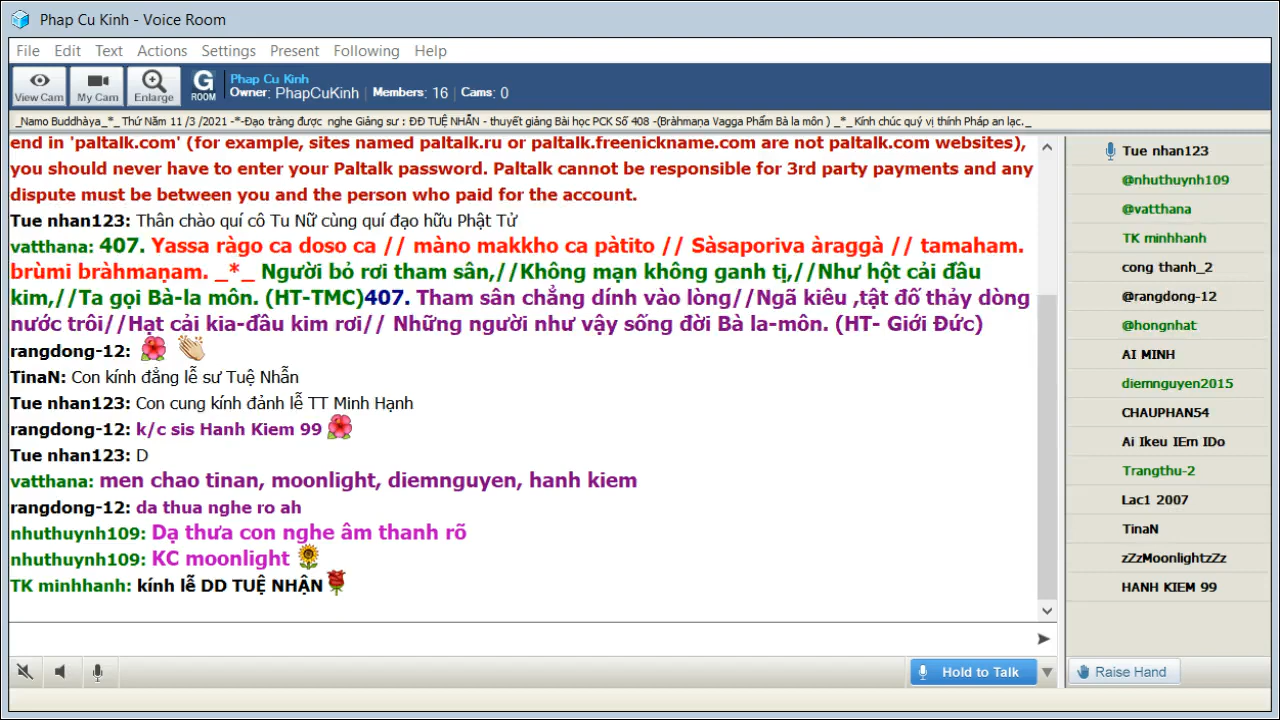 Phap Cu Kinh - Voice Room
File Edit Text Actions Settings Present Following Help
View Cam My Cam Enlarge G ROOM Phap Cu Kinh
Owner: PhapCuKinh Members: 16 Cams: 0
_Namo Buddhàya_*_ Thứ Năm 11 /3 /2021 -*-Đạo tràng được nghe Giảng sư : ĐĐ TUỆ NHẪN - thuyết giảng Bài học PCK Số 408 -(Bràhmaṇa Vagga Phẩm Bà la môn ) _*_ Kính chúc quý vị thính Pháp an lạc._
end in 'paltalk.com' (for example, sites named paltalk.ru or paltalk.freenickname.com are not paltalk.com websites),
you should never have to enter your Paltalk password. Paltalk cannot be responsible for 3rd party payments and any
dispute must be between you and the person who paid for the account.
Tue nhan123: Thân chào quí cô Tu Nữ cùng quí đạo hữu Phật Tử
vatthana: 407. Yassa ràgo ca doso ca // màno makkho ca pàtito // Sàsaporiva àraggà // tamaham.
brùmi bràhmaṇam. _*_ Người bỏ rơi tham sân,//Không mạn không ganh tị,//Như hột cải đầu
kim,//Ta gọi Bà-la môn. (HT-TMC)407. Tham sân chẳng dính vào lòng//Ngã kiêu ,tật đố thảy dòng
nước trôi//Hạt cải kia-đầu kim rơi// Những người như vậy sống đời Bà la-môn. (HT- Giới Đức)
rangdong-12:
TinaN: Con kính đẳng lễ sư Tuệ Nhẫn
Tue nhan123: Con cung kính đảnh lễ TT Minh Hạnh
rangdong-12: k/c sis Hanh Kiem 99
Tue nhan123: D
vatthana: men chao tinan, moonlight, diemnguyen, hanh kiem
rangdong-12: da thua nghe ro ah
nhuthuynh109: Dạ thưa con nghe âm thanh rõ
nhuthuynh109: KC moonlight
TK minhhanh: kính lễ DD TUỆ NHẬN
Hold to Talk
Tue nhan123
@nhuthuynh109
@vatthana
TK minhhanh
cong thanh_2
@rangdong-12
@hongnhat
AI MINH
diemnguyen2015
CHAUPHAN54
Ai Ikeu IEm IDo
Trangthu-2
Lac1 2007
TinaN
zZzMoonlightzZz
HANH KIEM 99
Raise Hand